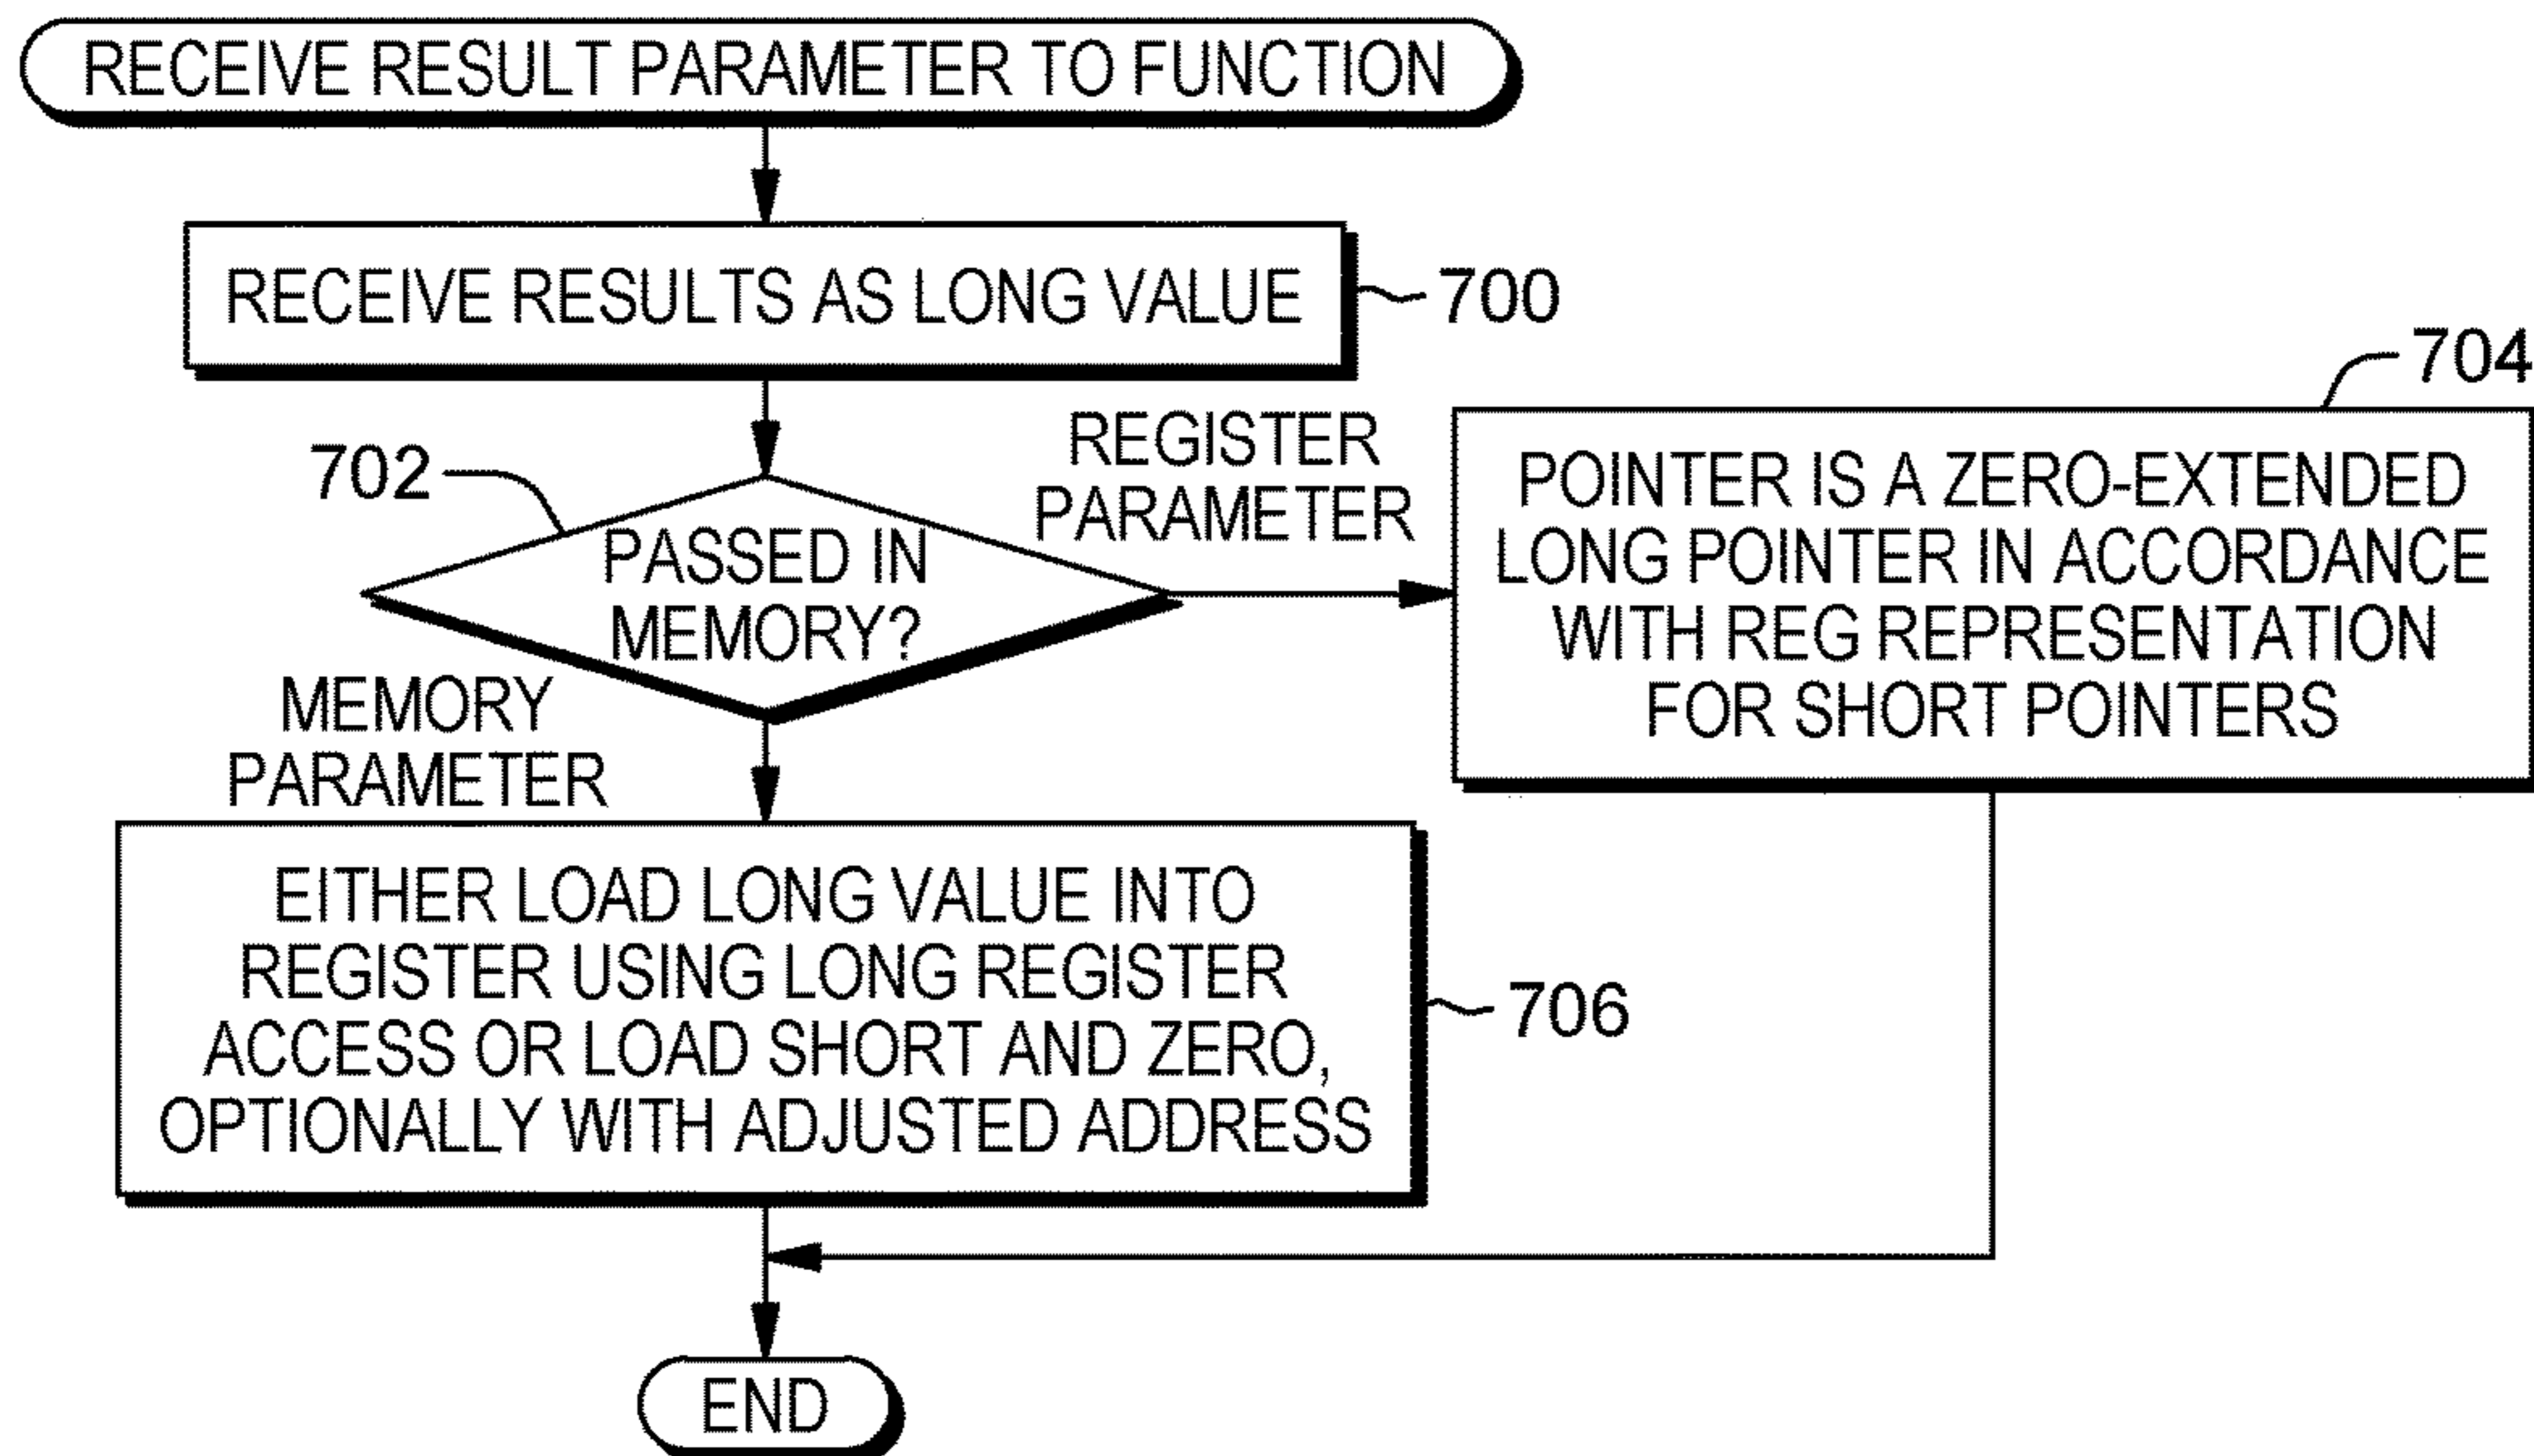 RECEIVE RESULT PARAMETER TO FUNCTION
RECEIVE RESULTS AS LONG VALUE
700
702
PASSED IN
MEMORY?
REGISTER
PARAMETER
704
POINTER IS A ZERO-EXTENDED
LONG POINTER IN ACCORDANCE
WITH REG REPRESENTATION
FOR SHORT POINTERS
MEMORY
PARAMETER
EITHER LOAD LONG VALUE INTO
REGISTER USING LONG REGISTER
ACCESS OR LOAD SHORT AND ZERO,
OPTIONALLY WITH ADJUSTED ADDRESS
706
END